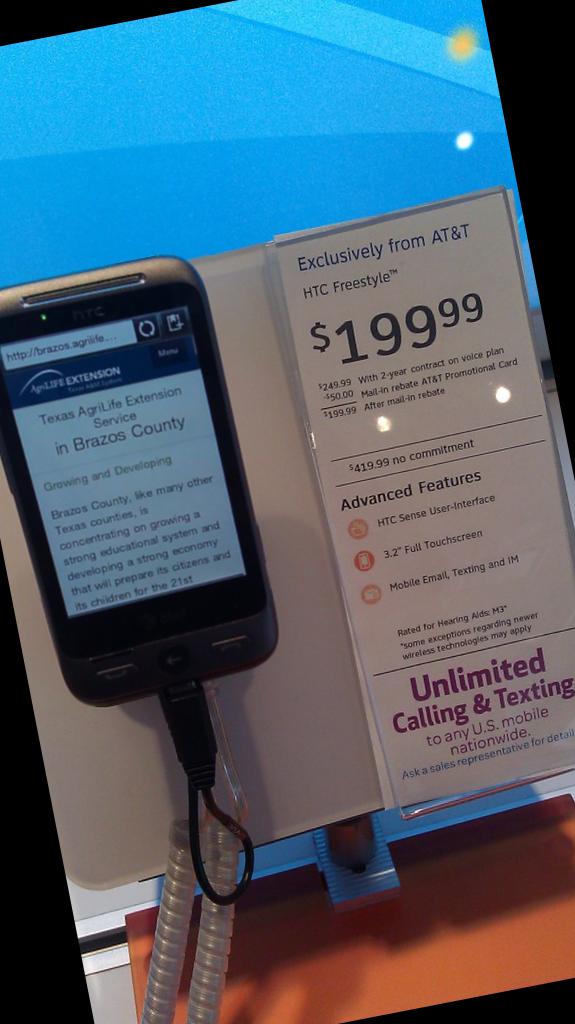 hTC
http://brazos.agrilife....
Menu
AgriLIFE EXTENSION
Texas A&M System
Texas AgriLife Extension
Service
in Brazos County
Growing and Developing
Brazos County, like many other
Texas counties, is
concentrating on growing a
strong educational system and
developing a strong economy
that will prepare its citizens and
its children for the 21st
Exclusively from AT&T
HTC Freestyle™
$199⁹⁹
$249.99 With 2-year contract on voice plan
-$50.00 Mail-in rebate AT&T Promotional Card
$199.99 After mail-in rebate
$419.99 no commitment
Advanced Features
HTC Sense User-Interface
3.2" Full Touchscreen
Mobile Email, Texting and IM
Rated for Hearing Aids: M3*
*some exceptions regarding newer
wireless technologies may apply
Unlimited
Calling & Texting
to any U.S. mobile
nationwide.
Ask a sales representative for detail